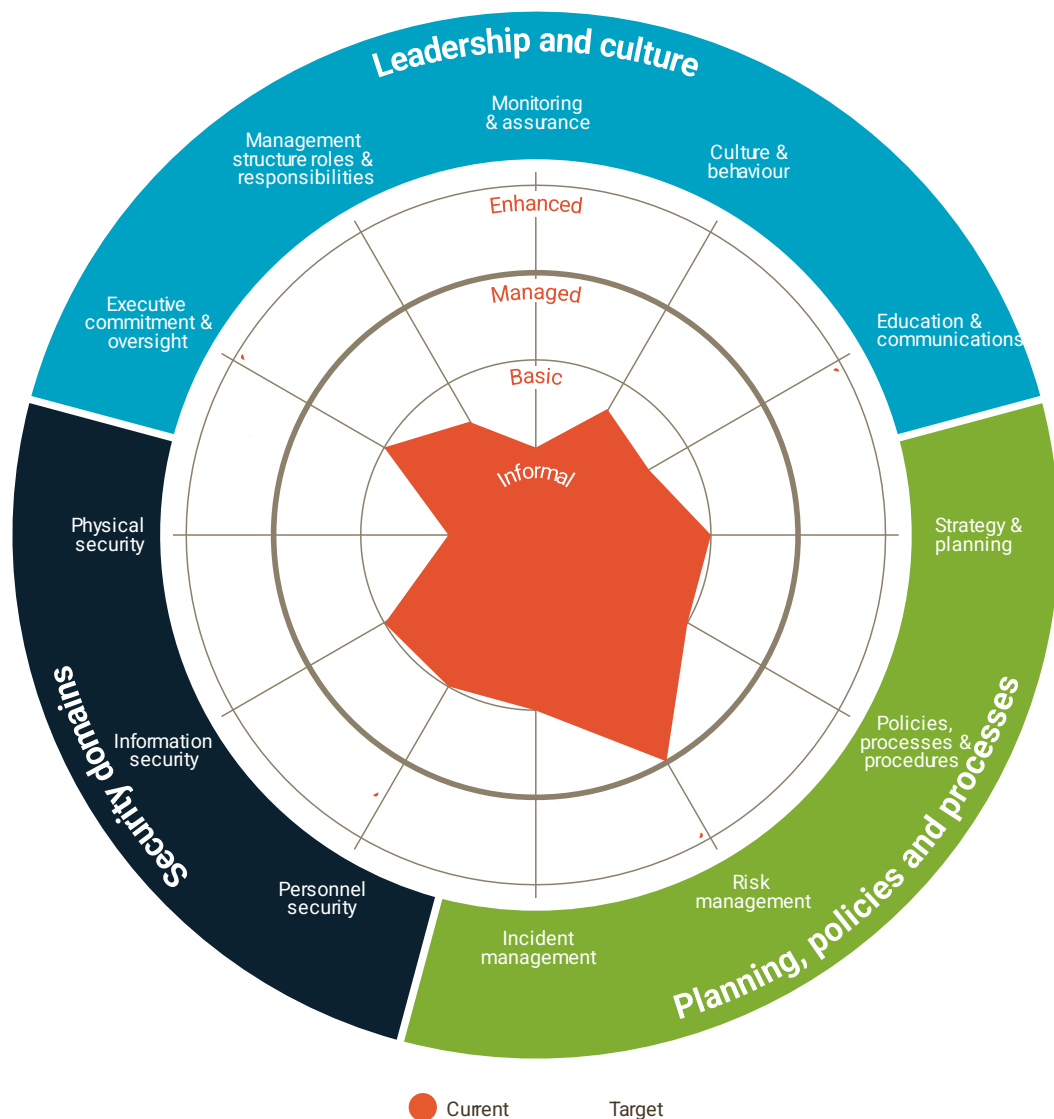 Leadership and culture
Monitoring
& assurance
Management
structure roles &
responsibilities
Culture &
behaviour
Enhanced
Managed
Executive
commitment &
oversight
Education &
communications
Basic
Informal
Physical
security
Strategy &
planning
Security domains
Information
security
Policies,
processes &
procedures
Planning, policies and processes
Personnel
security
Risk
management
Incident
management
Current
Target